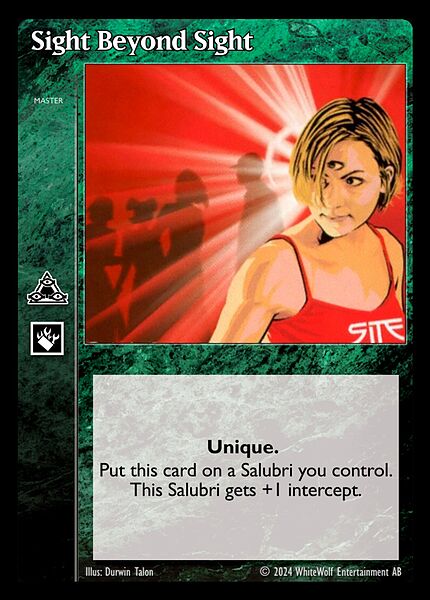 Sight Beyond Sight
MASTER
SITE
Unique.
Put this card on a Salubri you control.
This Salubri gets +1 intercept.
Illus: Durwin Talon
© 2024 WhiteWolf Entertainment AB